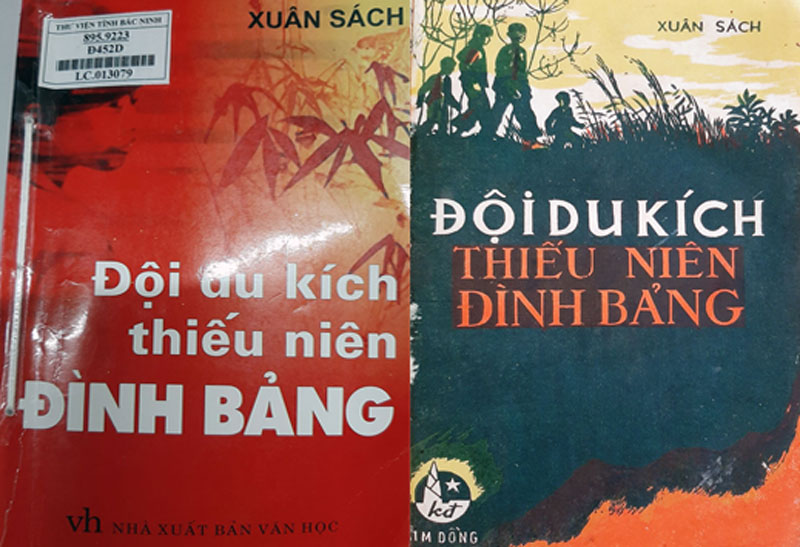 THƯ VIỆN TỈNH BẮC NINH
895.9223
Đ452D
LC.013079
XUÂN SÁCH
Đội du kích
thiếu niên
ĐÌNH BẢNG
vh NHÀ XUẤT BẢN VĂN HỌC
XUÂN SÁCH
ĐỘI DU KÍCH
THIẾU NIÊN
ĐÌNH BẢNG
kđ
IM ĐỒNG